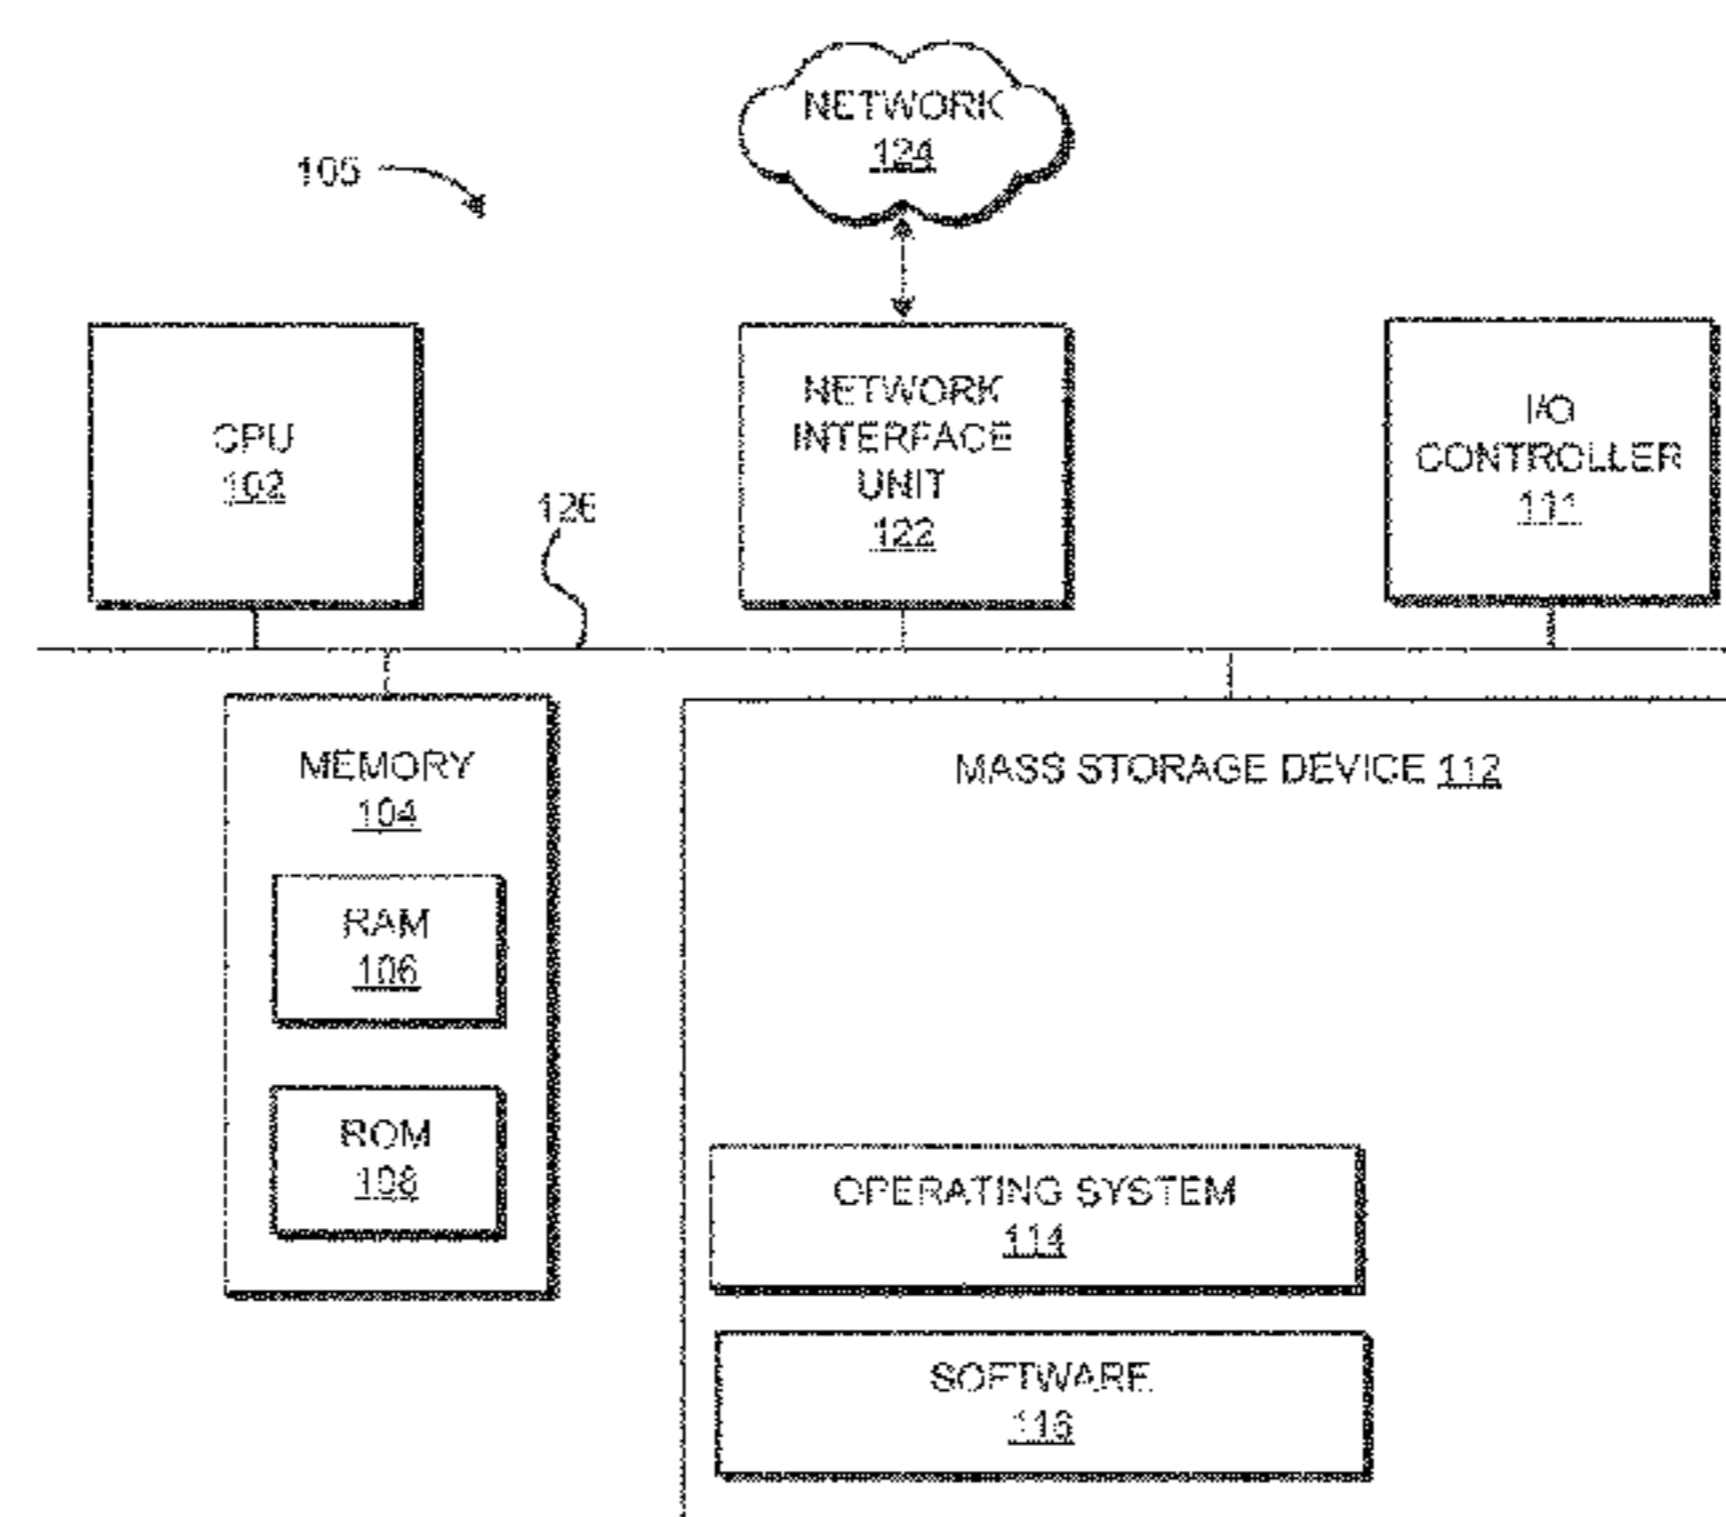 NETWORK
124
105
CPU
102
NETWORK
INTERFACE
UNIT
122
I/O
CONTROLLER
111
126
MEMORY
104
RAM
106
ROM
108
MASS STORAGE DEVICE 112
OPERATING SYSTEM
114
SOFTWARE
116